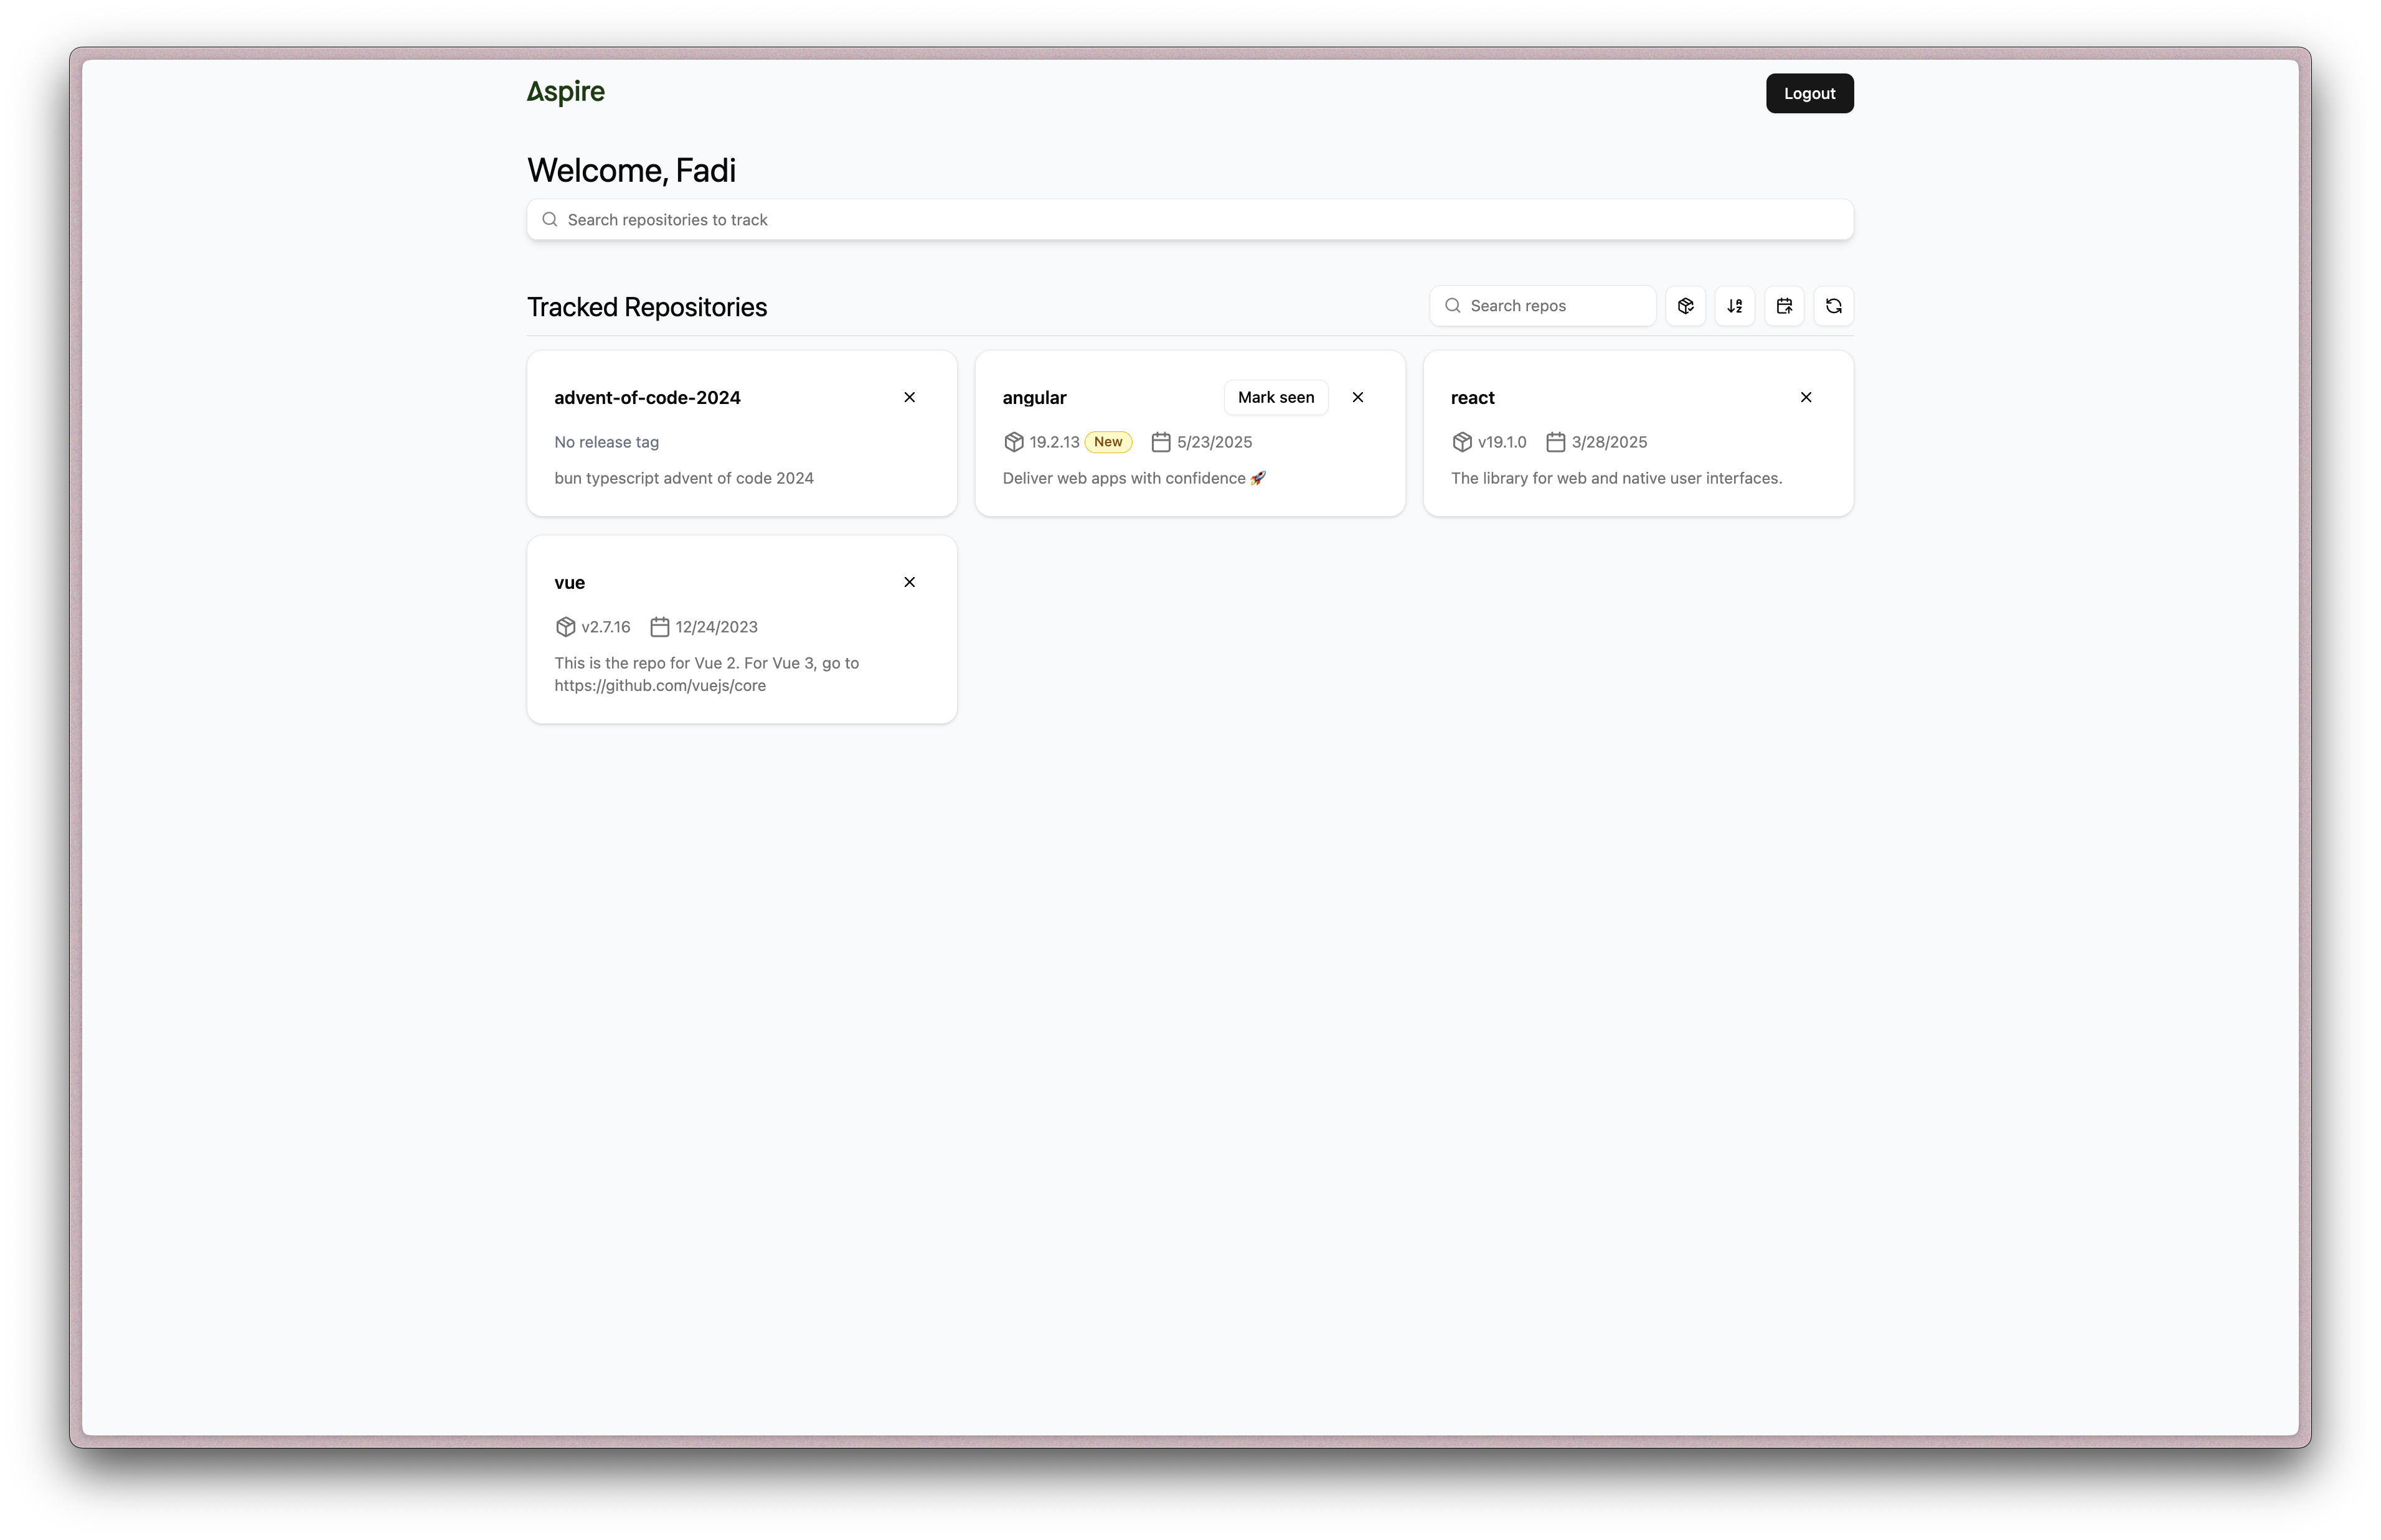 Aspire
Logout
Welcome, Fadi
Search repositories to track
Tracked Repositories
Search repos
advent-of-code-2024
No release tag
bun typescript advent of code 2024
angular
Mark seen
19.2.13 New 5/23/2025
Deliver web apps with confidence 🚀
react
v19.1.0 3/28/2025
The library for web and native user interfaces.
vue
v2.7.16 12/24/2023
This is the repo for Vue 2. For Vue 3, go to
https://github.com/vuejs/core